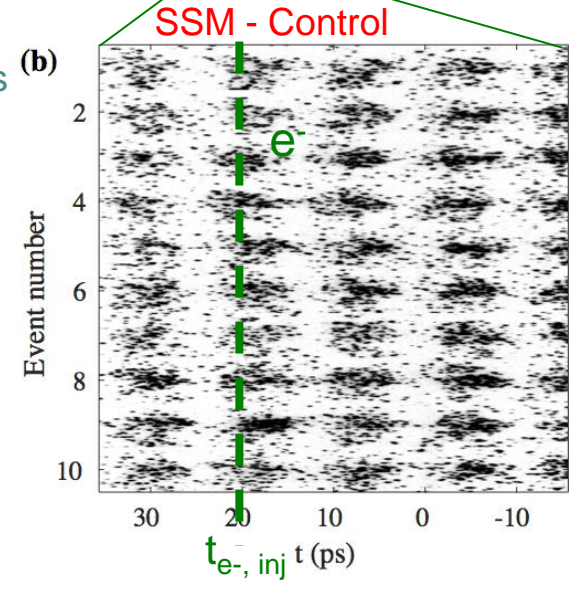 SSM - Control
(b)
s
e-
2
4
6
8
10
Event number
30 20 10 0 -10
te-, inj t (ps)